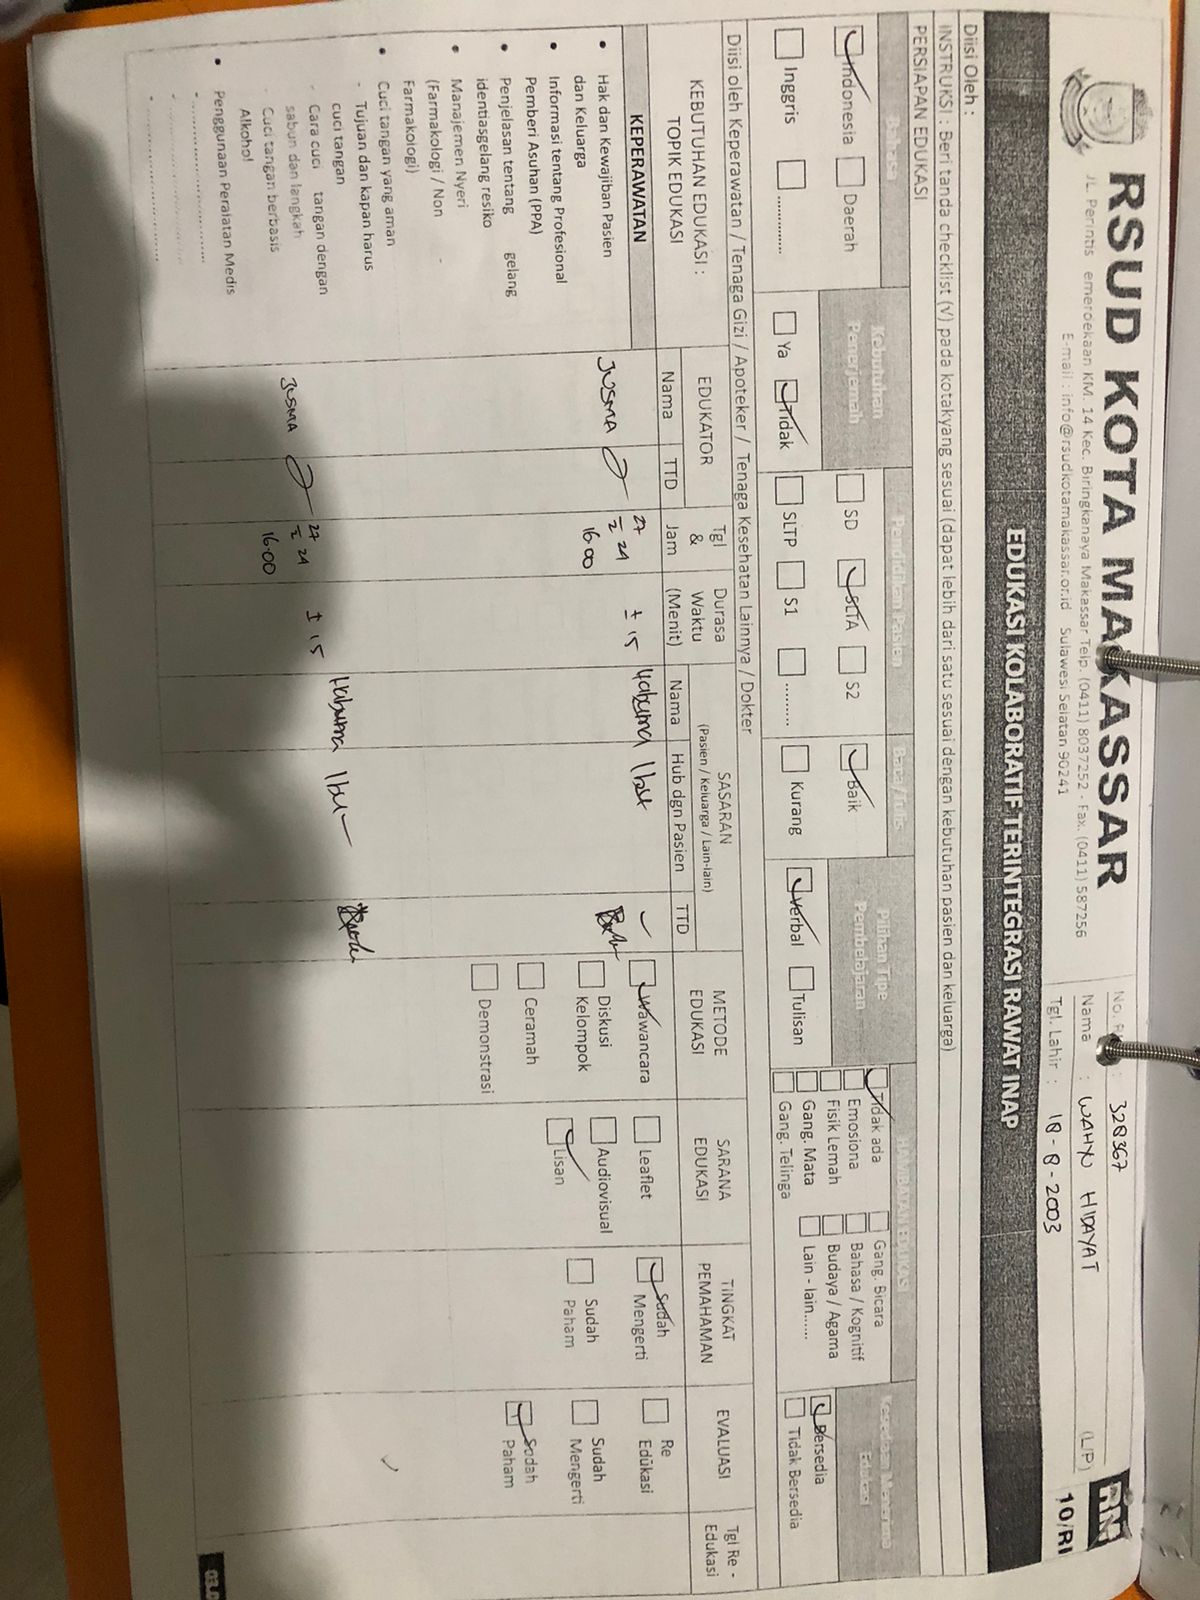 RSUD KOTA MAKASSAR
JL. Perintis emerdekaan KM. 14 Kec. Biringkanaya Makassar Telp. (0411) 8037252 - Fax. (0411) 587256
E-mail : info@rsudkotamakassar.or.id Sulawesi Selatan 90241
No. : 328367
Nama : WAHYU HIDAYAT (L/P)
Tgl. Lahir : 18 - 8 - 2003
RM
10/RI
EDUKASI KOLABORATIF TERINTEGRASI RAWAT INAP
Diisi Oleh :
INSTRUKSI : Beri tanda checklist (√) pada kotakyang sesuai (dapat lebih dari satu sesuai dengan kebutuhan pasien dan keluarga)
PERSIAPAN EDUKASI
Bahasa
Indonesia
Daerah
Inggris
.............
Kebutuhan Penerjemah
Ya
Tidak
Pendidikan Pasien
SD
SLTA
S2
SLTP
S1
.........
Baca / Tulis
Baik
Kurang
Pilihan Tipe Pembelajaran
Verbal
Tulisan
HAMBATAN EDUKASI
Tidak ada
Gang. Bicara
Emosiona
Bahasa / Kognitif
Fisik Lemah
Budaya / Agama
Gang. Mata
Lain - lain......
Gang. Telinga
Kesediaan Menerima Edukasi
Bersedia
Tidak Bersedia
Diisi oleh Keperawatan / Tenaga Gizi / Apoteker / Tenaga Kesehatan Lainnya / Dokter
KEBUTUHAN EDUKASI :
TOPIK EDUKASI
EDUKATOR
Nama
TTD
Tgl
&
Jam
Durasa
Waktu
(Menit)
SASARAN
(Pasien / Keluarga / Lain-lain)
Nama
Hub dgn Pasien
TTD
METODE
EDUKASI
SARANA
EDUKASI
TINGKAT
PEMAHAMAN
EVALUASI
Tgl Re -
Edukasi
KEPERAWATAN
• Hak dan Kewajiban Pasien
dan Keluarga
• Informasi tentang Profesional
Pemberi Asuhan (PPA)
• Penjelasan tentang gelang
identiasgelang resiko
• Manajemen Nyeri
(Farmakologi / Non -
Farmakologi)
• Cuci tangan yang aman
- Tujuan dan kapan harus
cuci tangan
- Cara cuci tangan dengan
sabun dan langkah
- Cuci tangan berbasis
Alkohol
• Penggunaan Peralatan Medis
JUSMA
27
2 24
16.00
± 15
Ibu
Wawancara
Diskusi
Kelompok
Ceramah
Demonstrasi
Leaflet
Audiovisual
Lisan
Sudah
Mengerti
Sudah
Paham
Re
Edukasi
Sudah
Mengerti
Sudah
Paham
JUSMA
27
2 24
16.00
± 15
Ibu